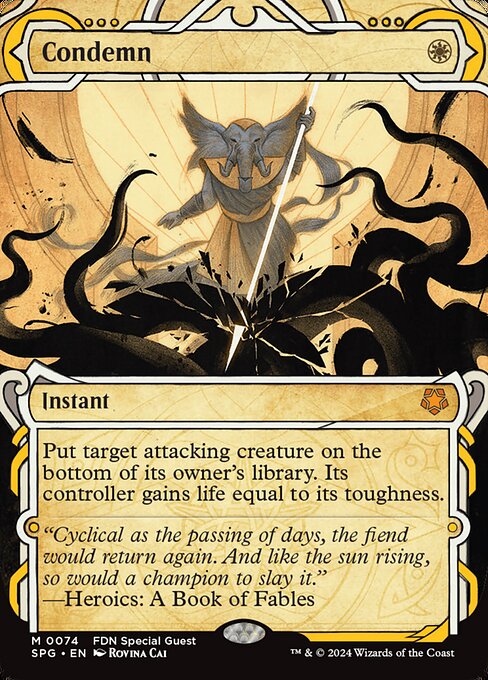 Condemn
Instant
Put target attacking creature on the
bottom of its owner's library. Its
controller gains life equal to its toughness.
"Cyclical as the passing of days, the fiend
would return again. And like the sun rising,
so would a champion to slay it."
—Heroics: A Book of Fables
M 0074 FDN Special Guest
SPG • EN Rovina Cai
™ & © 2024 Wizards of the Coast